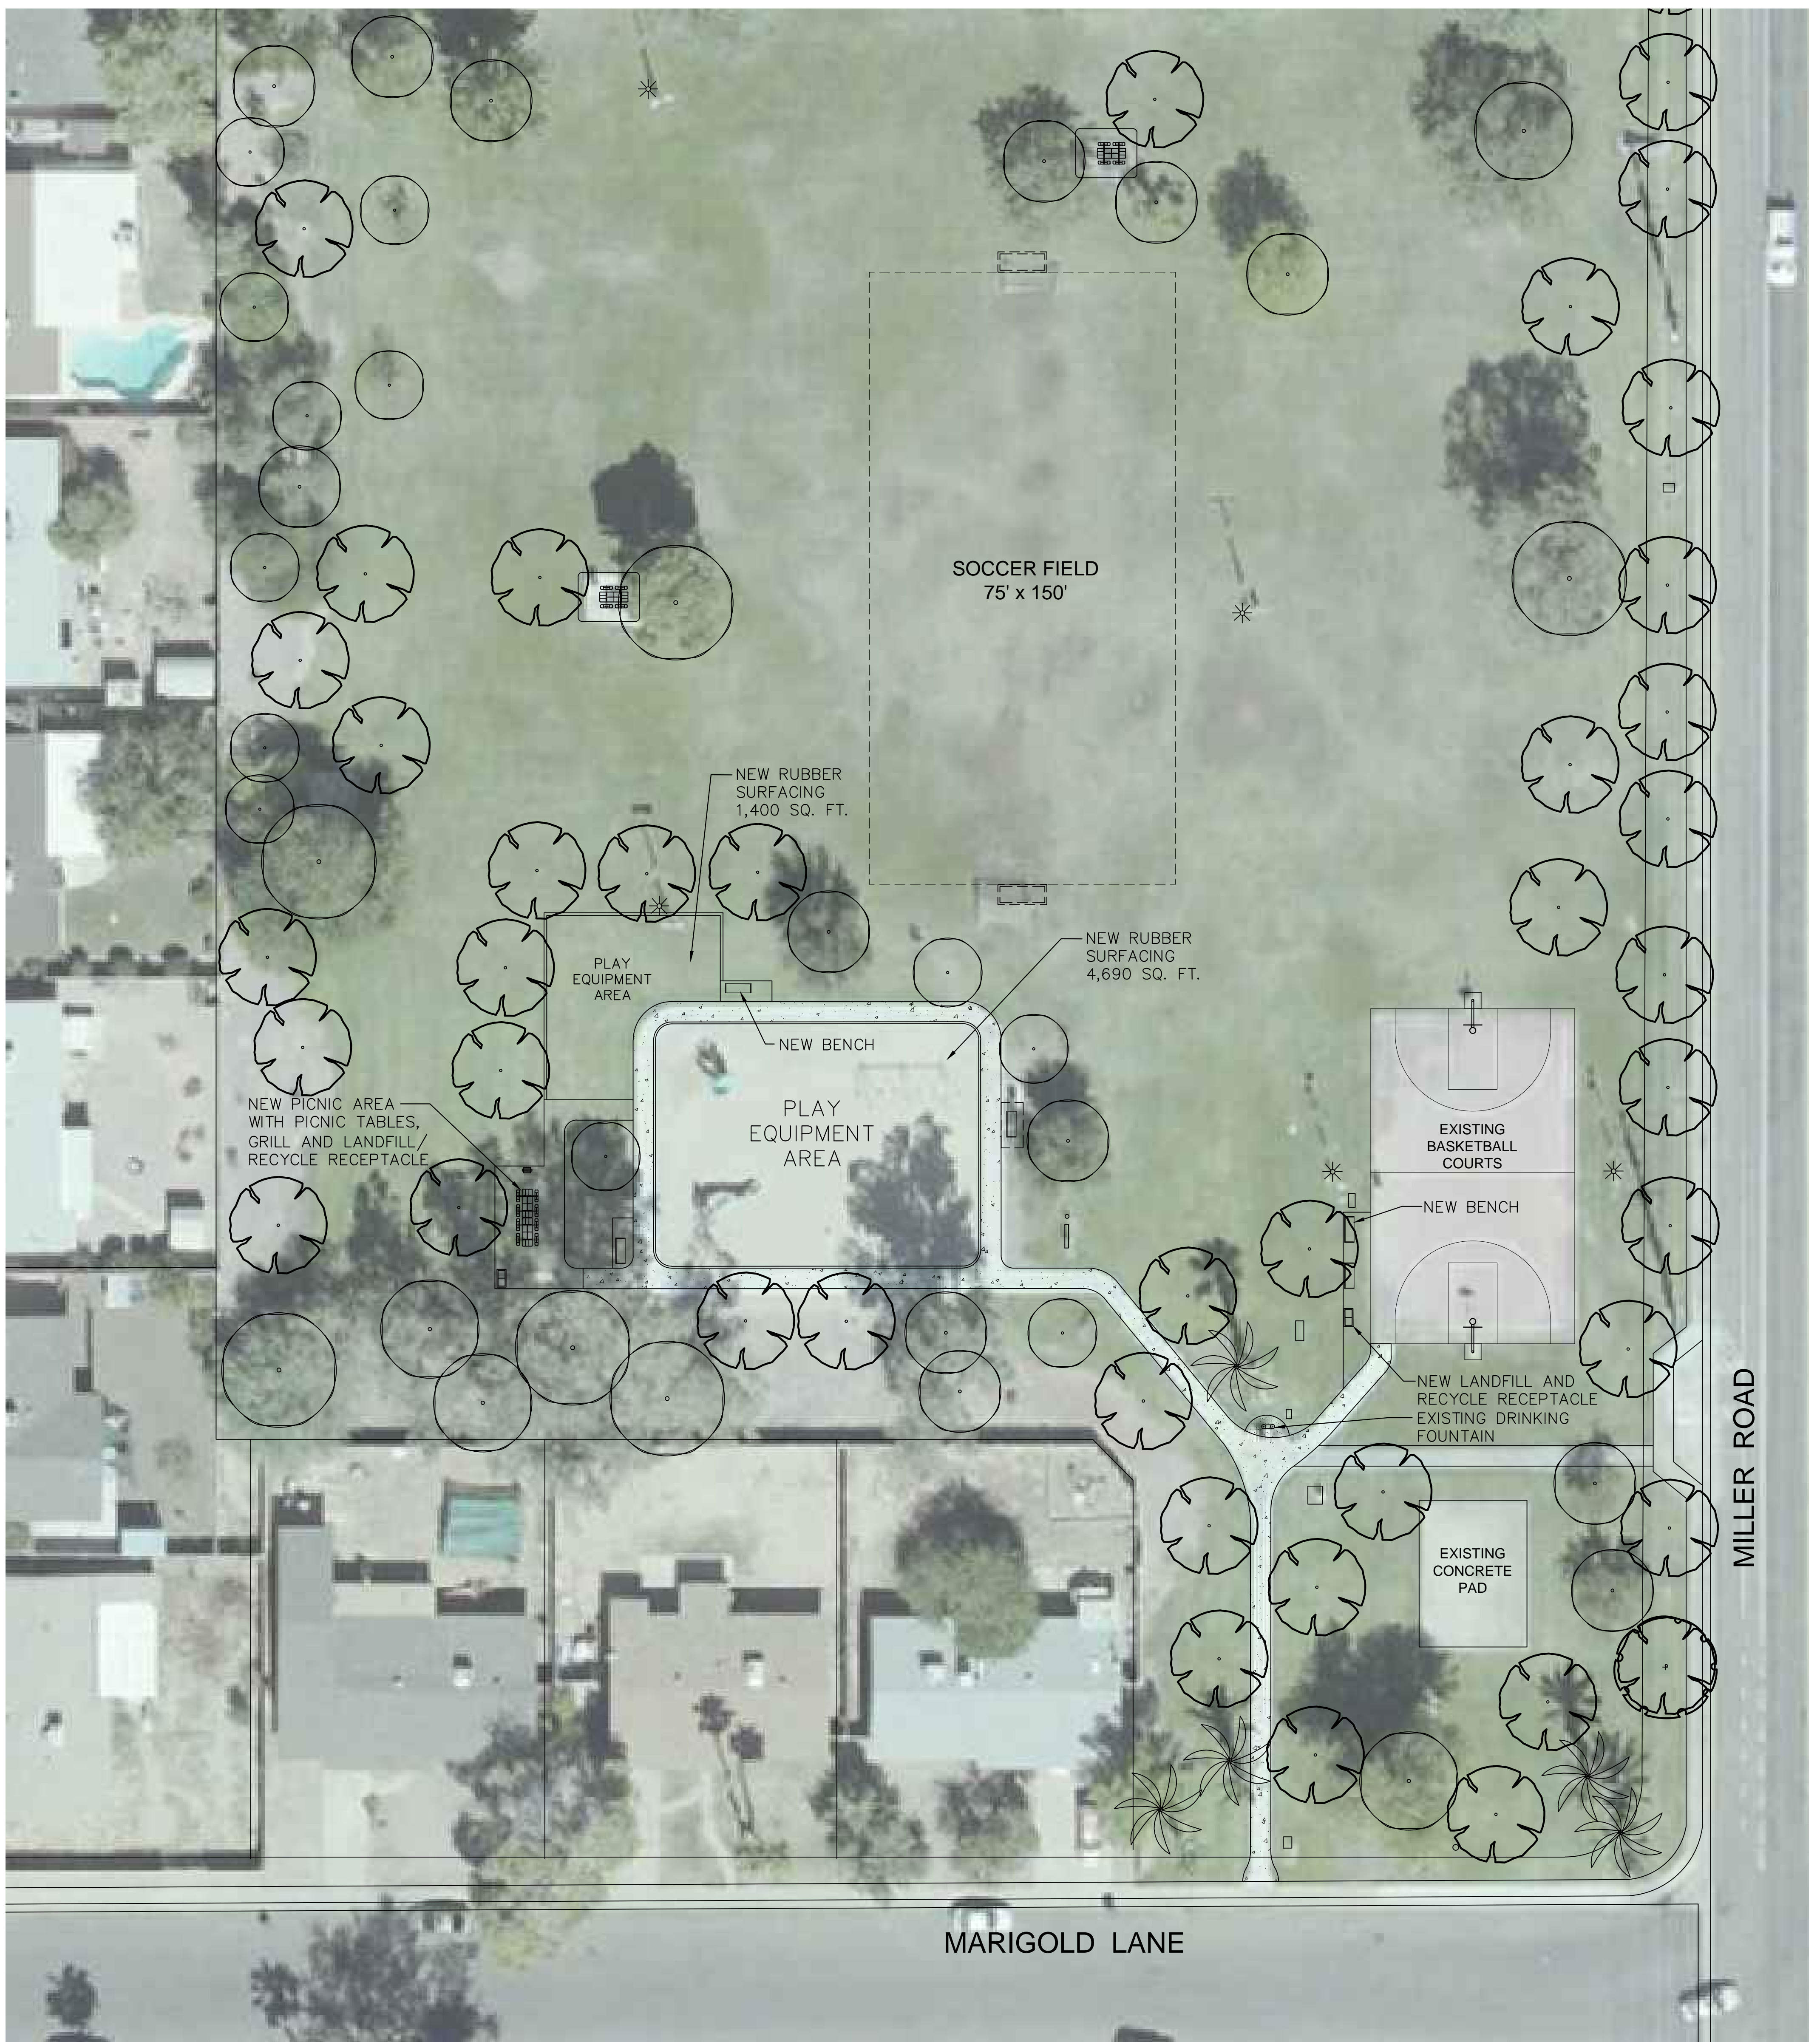 SOCCER FIELD
75' x 150'
NEW RUBBER
SURFACING
1,400 SQ. FT.
NEW RUBBER
SURFACING
4,690 SQ. FT.
PLAY
EQUIPMENT
AREA
NEW BENCH
PLAY
EQUIPMENT
AREA
NEW PICNIC AREA
WITH PICNIC TABLES,
GRILL AND LANDFILL/
RECYCLE RECEPTACLE
EXISTING
BASKETBALL
COURTS
NEW BENCH
NEW LANDFILL AND
RECYCLE RECEPTACLE
EXISTING DRINKING
FOUNTAIN
EXISTING
CONCRETE
PAD
MILLER ROAD
MARIGOLD LANE